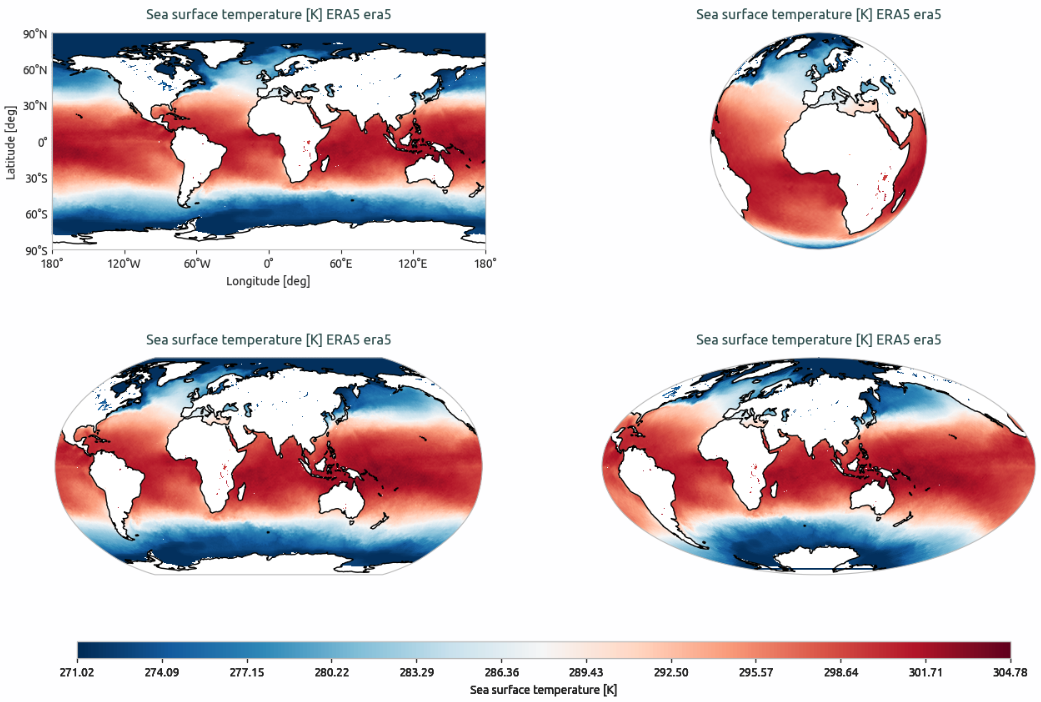 Sea surface temperature [K] ERA5 era5
Sea surface temperature [K] ERA5 era5
90°N
60°N
30°N
0°
30°S
60°S
90°S
Latitude [deg]
180° 120°W 60°W 0° 60°E 120°E 180°
Longitude [deg]
Sea surface temperature [K] ERA5 era5
Sea surface temperature [K] ERA5 era5
271.02 274.09 277.15 280.22 283.29 286.36 289.43 292.50 295.57 298.64 301.71 304.78
Sea surface temperature [K]